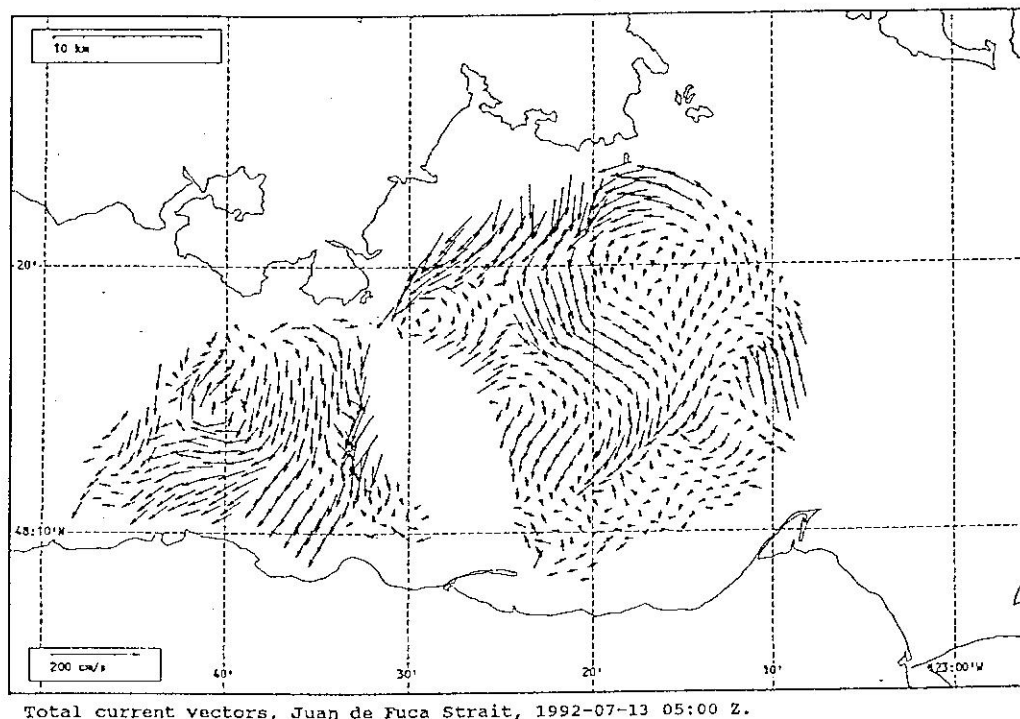 10 km
20'
48:10'N
200 cm/s
40' 30' 20' 10' 123:00'W
Total current vectors, Juan de Fuca Strait, 1992-07-13 05:00 Z.